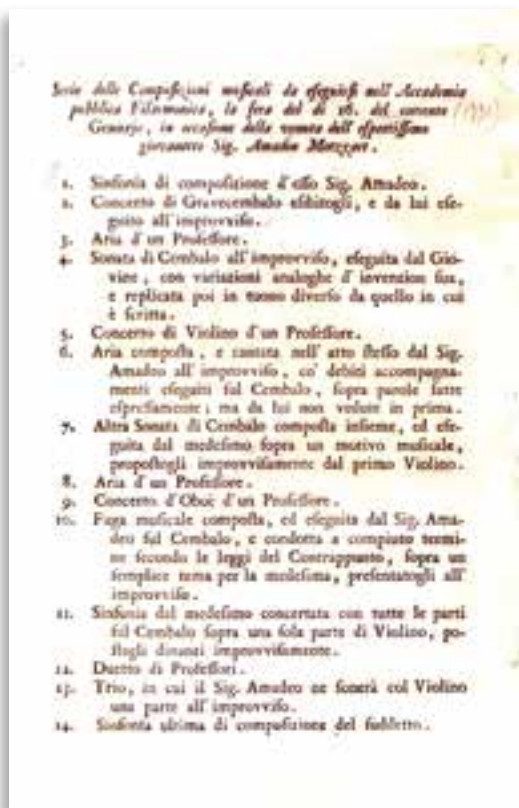 Serie delle Composizioni musicali da eseguirsi nell'Accademia
pubblica Filarmonica, la sera del dì 16. del corrente
Gennajo, in occasione della venuta dell'espertissimo
giovanetto Sig. Amadeo Motzzart.
1. Sinfonia di composizione d'esso Sig. Amadeo.
2. Concerto di Gravecembalo esibitogli, e da lui ese-
guito all'improvviso.
3. Aria d'un Professore.
4. Sonata di Cembalo all'improvviso, eseguita dal Gio-
vine, con variazioni analoghe d'invenzion sua,
e replicata poi in tuono diverso da quello in cui
è scritta.
5. Concerto di Violino d'un Professore.
6. Aria composta, e cantata nell'atto stesso dal Sig.
Amadeo all'improvviso, co' debiti accompagna-
menti eseguiti sul Cembalo, sopra parole fatte
espressamente; ma da lui non vedute in prima.
7. Altra Sonata di Cembalo composta insieme, ed ese-
guita dal medesimo sopra un motivo musicale,
propostogli improvvisamente dal primo Violino.
8. Aria d'un Professore.
9. Concerto d'Oboè d'un Professore.
10. Fuga musicale composta, ed eseguita dal Sig. Ama-
deo sul Cembalo, e condotta a compiuto termi-
ne secondo le leggi del Contrappunto, sopra un
semplice tema per la medesima, presentatogli all'
improvviso.
11. Sinfonia dal medesimo concertata con tutte le parti
sul Cembalo sopra una sola parte di Violino, po-
stagli dinanzi improvvisamente.
12. Duetto di Professori.
13. Trio, in cui il Sig. Amadeo ne sonerà col Violino
una parte all'improvviso.
14. Sinfonia ultima di composizione del suddetto.